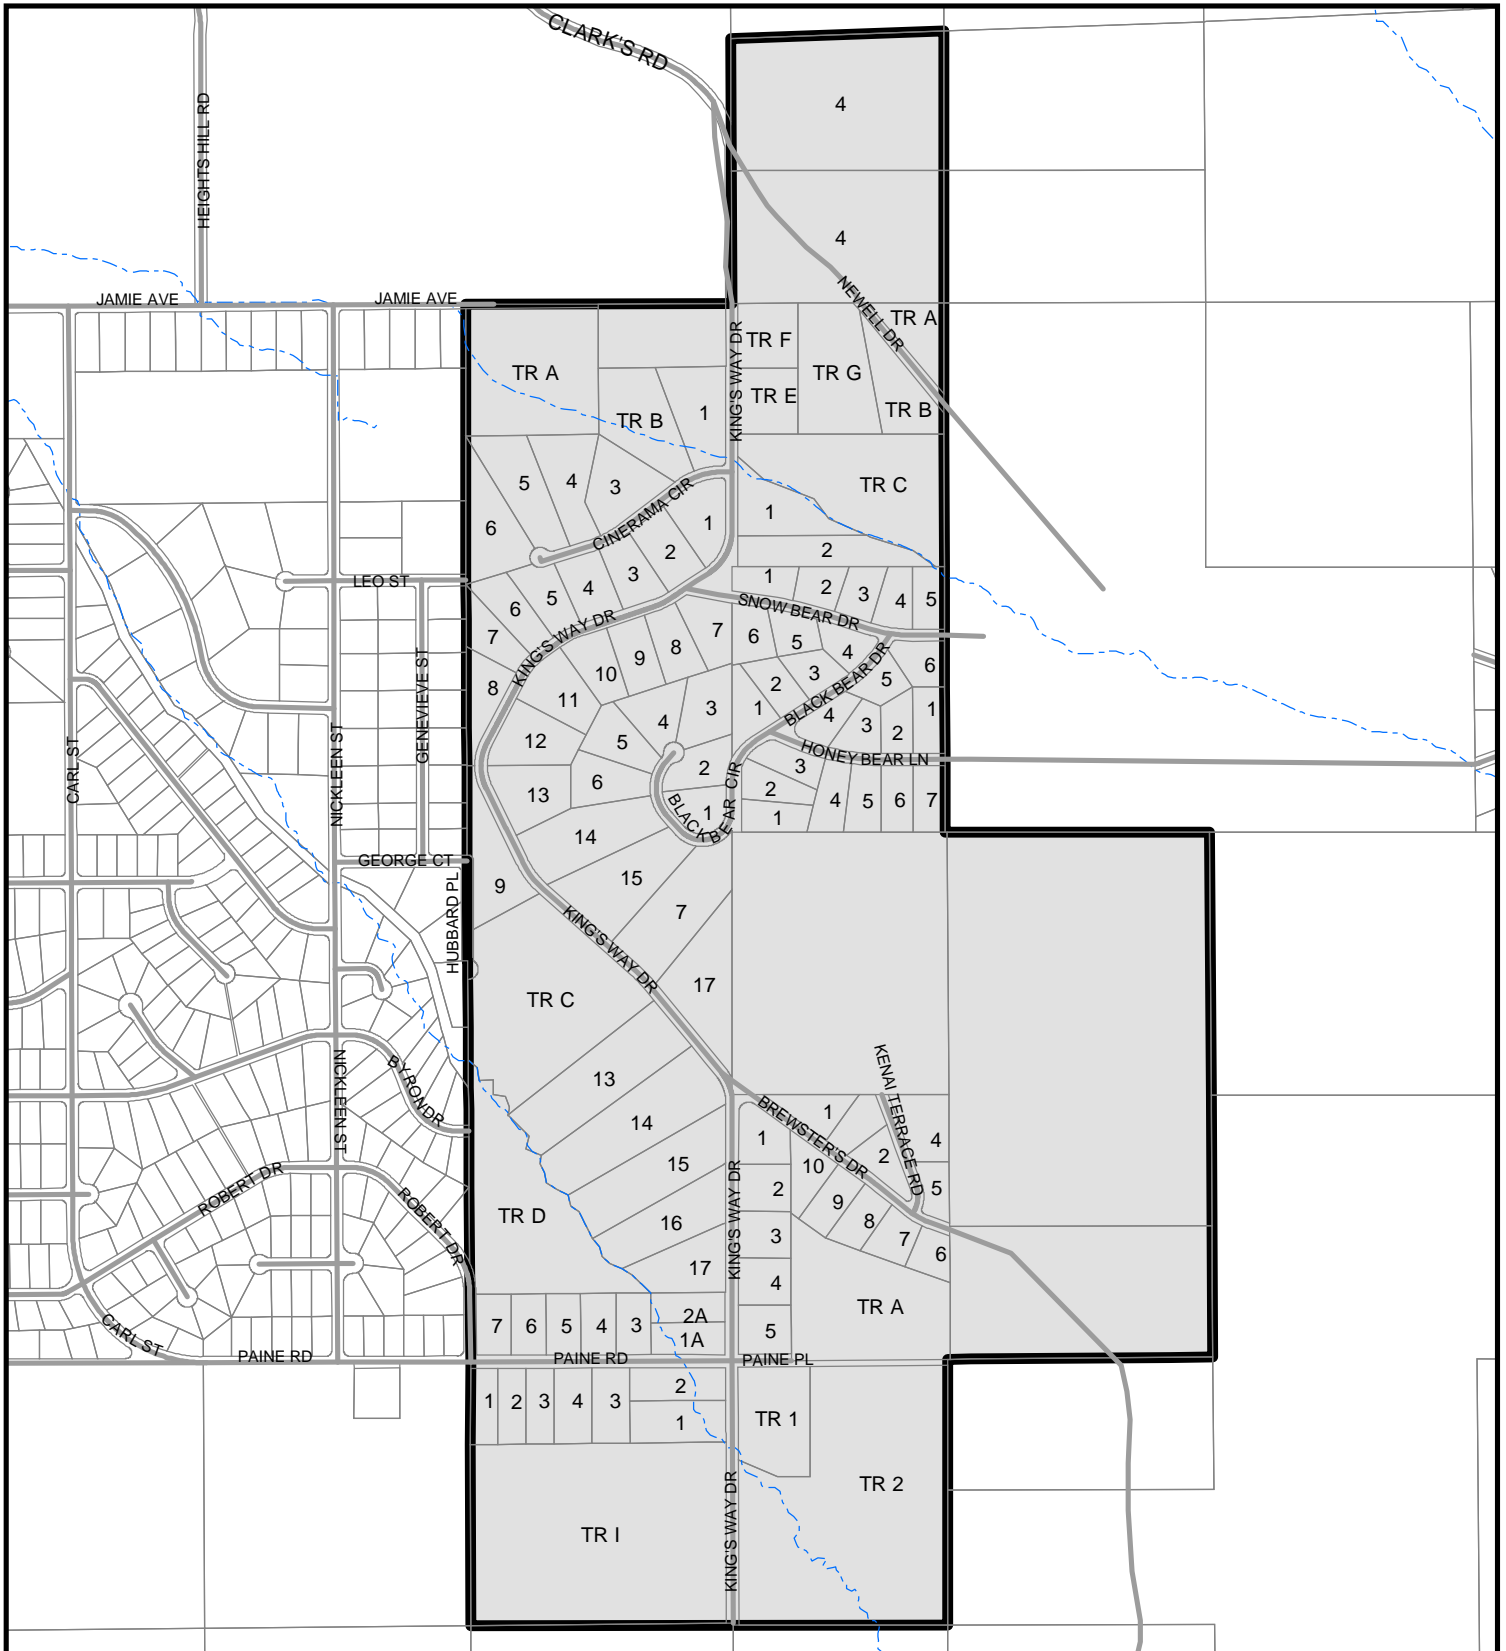 CLARK'S RD
4
HEIGHTS HILL RD
4
JAMIE AVE
JAMIE AVE
NEWELL DR
TR A
TR F
KING'S WAY DR
TR A
TR G
TR E
TR B
TR B
1
5
4
3
TR C
CINERAMA CIR
6
1
1
2
2
3
4
5
6
7
LEO ST
1
2
3
4
5
SNOW BEAR DR
KING'S WAY DR
7
8
9
10
11
6
5
4
6
3
5
2
1
BLACK BEAR DR
8
GENEVIEVE ST
3
4
4
3
2
1
12
5
HONEY BEAR LN
CARL ST
NICKLEEN ST
2
6
13
3
2
1
4
5
6
7
BLACK BEAR CIR
1
14
GEORGE CT
15
9
HUBBARD PL
7
KING'S WAY DR
17
TR C
KENAI TERRACE RD
NICKLEEN ST
BYRON DR
13
BREWSTER'S DR
1
14
1
4
2
10
15
2
5
ROBERT DR
ROBERT DR
KING'S WAY DR
9
TR D
16
8
3
7
6
17
4
TR A
CARL ST
7
6
5
4
3
2A
1A
5
PAINE RD
PAINE RD
PAINE PL
1
2
3
4
3
2
1
TR 1
TR 2
KING'S WAY DR
TR I